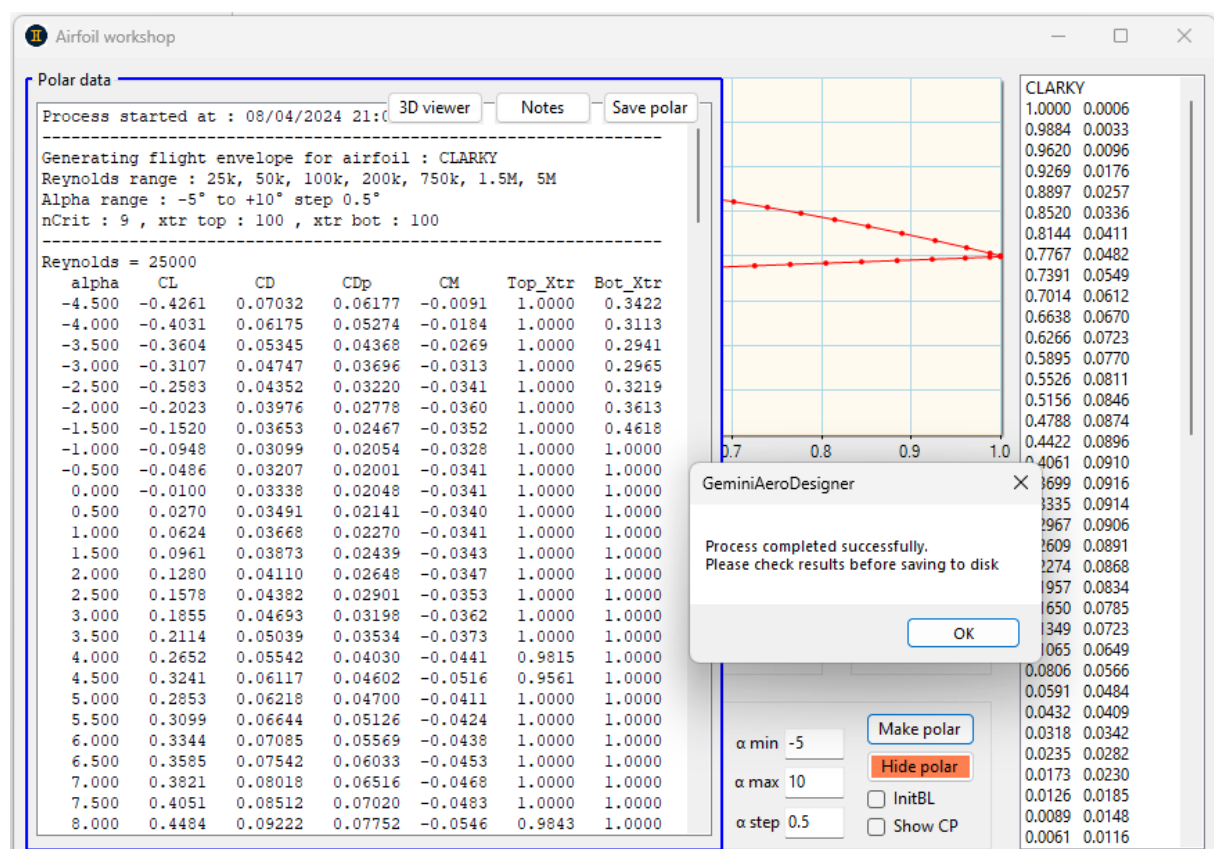 Airfoil workshop
Polar data
3D viewer Notes Save polar
Process started at : 08/04/2024 21:
----------------------------------------------------------------
Generating flight envelope for airfoil : CLARKY
Reynolds range : 25k, 50k, 100k, 200k, 750k, 1.5M, 5M
Alpha range : -5° to +10° step 0.5°
nCrit : 9 , xtr top : 100 , xtr bot : 100
----------------------------------------------------------------
Reynolds = 25000
alpha CL CD CDp CM Top_Xtr Bot_Xtr
-4.500 -0.4261 0.07032 0.06177 -0.0091 1.0000 0.3422
-4.000 -0.4031 0.06175 0.05274 -0.0184 1.0000 0.3113
-3.500 -0.3604 0.05345 0.04368 -0.0269 1.0000 0.2941
-3.000 -0.3107 0.04747 0.03696 -0.0313 1.0000 0.2965
-2.500 -0.2583 0.04352 0.03220 -0.0341 1.0000 0.3219
-2.000 -0.2023 0.03976 0.02778 -0.0360 1.0000 0.3613
-1.500 -0.1520 0.03653 0.02467 -0.0352 1.0000 0.4618
-1.000 -0.0948 0.03099 0.02054 -0.0328 1.0000 1.0000
-0.500 -0.0486 0.03207 0.02001 -0.0341 1.0000 1.0000
0.000 -0.0100 0.03338 0.02048 -0.0341 1.0000 1.0000
0.500 0.0270 0.03491 0.02141 -0.0340 1.0000 1.0000
1.000 0.0624 0.03668 0.02270 -0.0341 1.0000 1.0000
1.500 0.0961 0.03873 0.02439 -0.0343 1.0000 1.0000
2.000 0.1280 0.04110 0.02648 -0.0347 1.0000 1.0000
2.500 0.1578 0.04382 0.02901 -0.0353 1.0000 1.0000
3.000 0.1855 0.04693 0.03198 -0.0362 1.0000 1.0000
3.500 0.2114 0.05039 0.03534 -0.0373 1.0000 1.0000
4.000 0.2652 0.05542 0.04030 -0.0441 0.9815 1.0000
4.500 0.3241 0.06117 0.04602 -0.0516 0.9561 1.0000
5.000 0.2853 0.06218 0.04700 -0.0411 1.0000 1.0000
5.500 0.3099 0.06644 0.05126 -0.0424 1.0000 1.0000
6.000 0.3344 0.07085 0.05569 -0.0438 1.0000 1.0000
6.500 0.3585 0.07542 0.06033 -0.0453 1.0000 1.0000
7.000 0.3821 0.08018 0.06516 -0.0468 1.0000 1.0000
7.500 0.4051 0.08512 0.07020 -0.0483 1.0000 1.0000
8.000 0.4484 0.09222 0.07752 -0.0546 0.9843 1.0000
0.7 0.8 0.9 1.0
GeminiAeroDesigner
Process completed successfully.
Please check results before saving to disk
OK
α min -5
α max 10
α step 0.5
Make polar
Hide polar
InitBL
Show CP
CLARKY
1.0000 0.0006
0.9884 0.0033
0.9620 0.0096
0.9269 0.0176
0.8897 0.0257
0.8520 0.0336
0.8144 0.0411
0.7767 0.0482
0.7391 0.0549
0.7014 0.0612
0.6638 0.0670
0.6266 0.0723
0.5895 0.0770
0.5526 0.0811
0.5156 0.0846
0.4788 0.0874
0.4422 0.0896
0.4061 0.0910
3699 0.0916
3335 0.0914
2967 0.0906
2609 0.0891
2274 0.0868
1957 0.0834
1650 0.0785
1349 0.0723
1065 0.0649
0.0806 0.0566
0.0591 0.0484
0.0432 0.0409
0.0318 0.0342
0.0235 0.0282
0.0173 0.0230
0.0126 0.0185
0.0089 0.0148
0.0061 0.0116